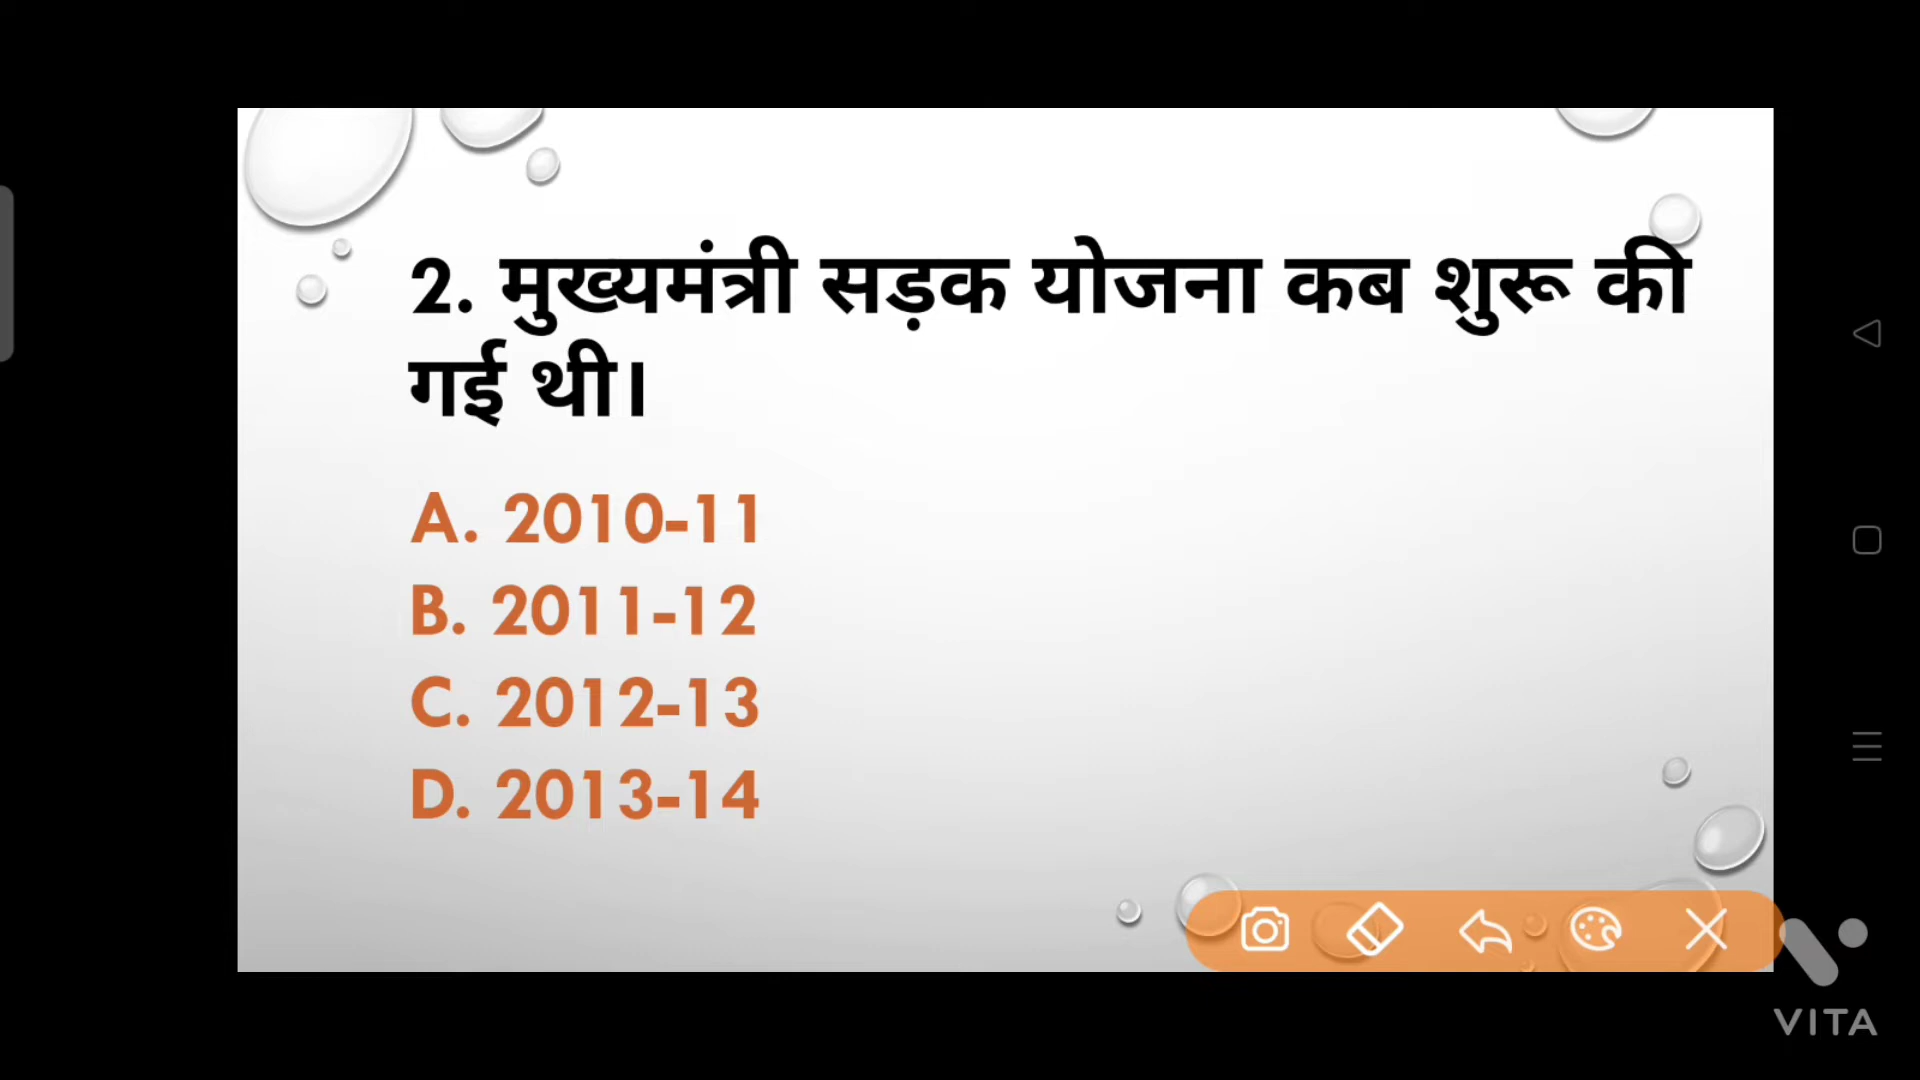 2. मुख्यमंत्री सड़क योजना कब शुरू की
गई थी।
A. 2010-11
B. 2011-12
C. 2012-13
D. 2013-14
VITA